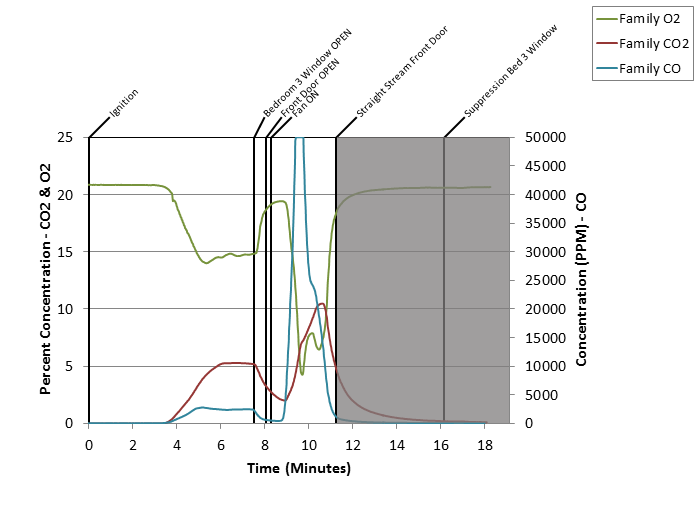 Family O2
Family CO2
Family CO
Ignition
Bedroom 3 Window OPEN
Front Door OPEN
Fan ON
Straight Stream Front Door
Suppression Bed 3 Window
25
20
15
10
5
0
Percent Concentration - CO2 & O2
50000
45000
40000
35000
30000
25000
20000
15000
10000
5000
0
Concentration (PPM) - CO
0 2 4 6 8 10 12 14 16 18
Time (Minutes)